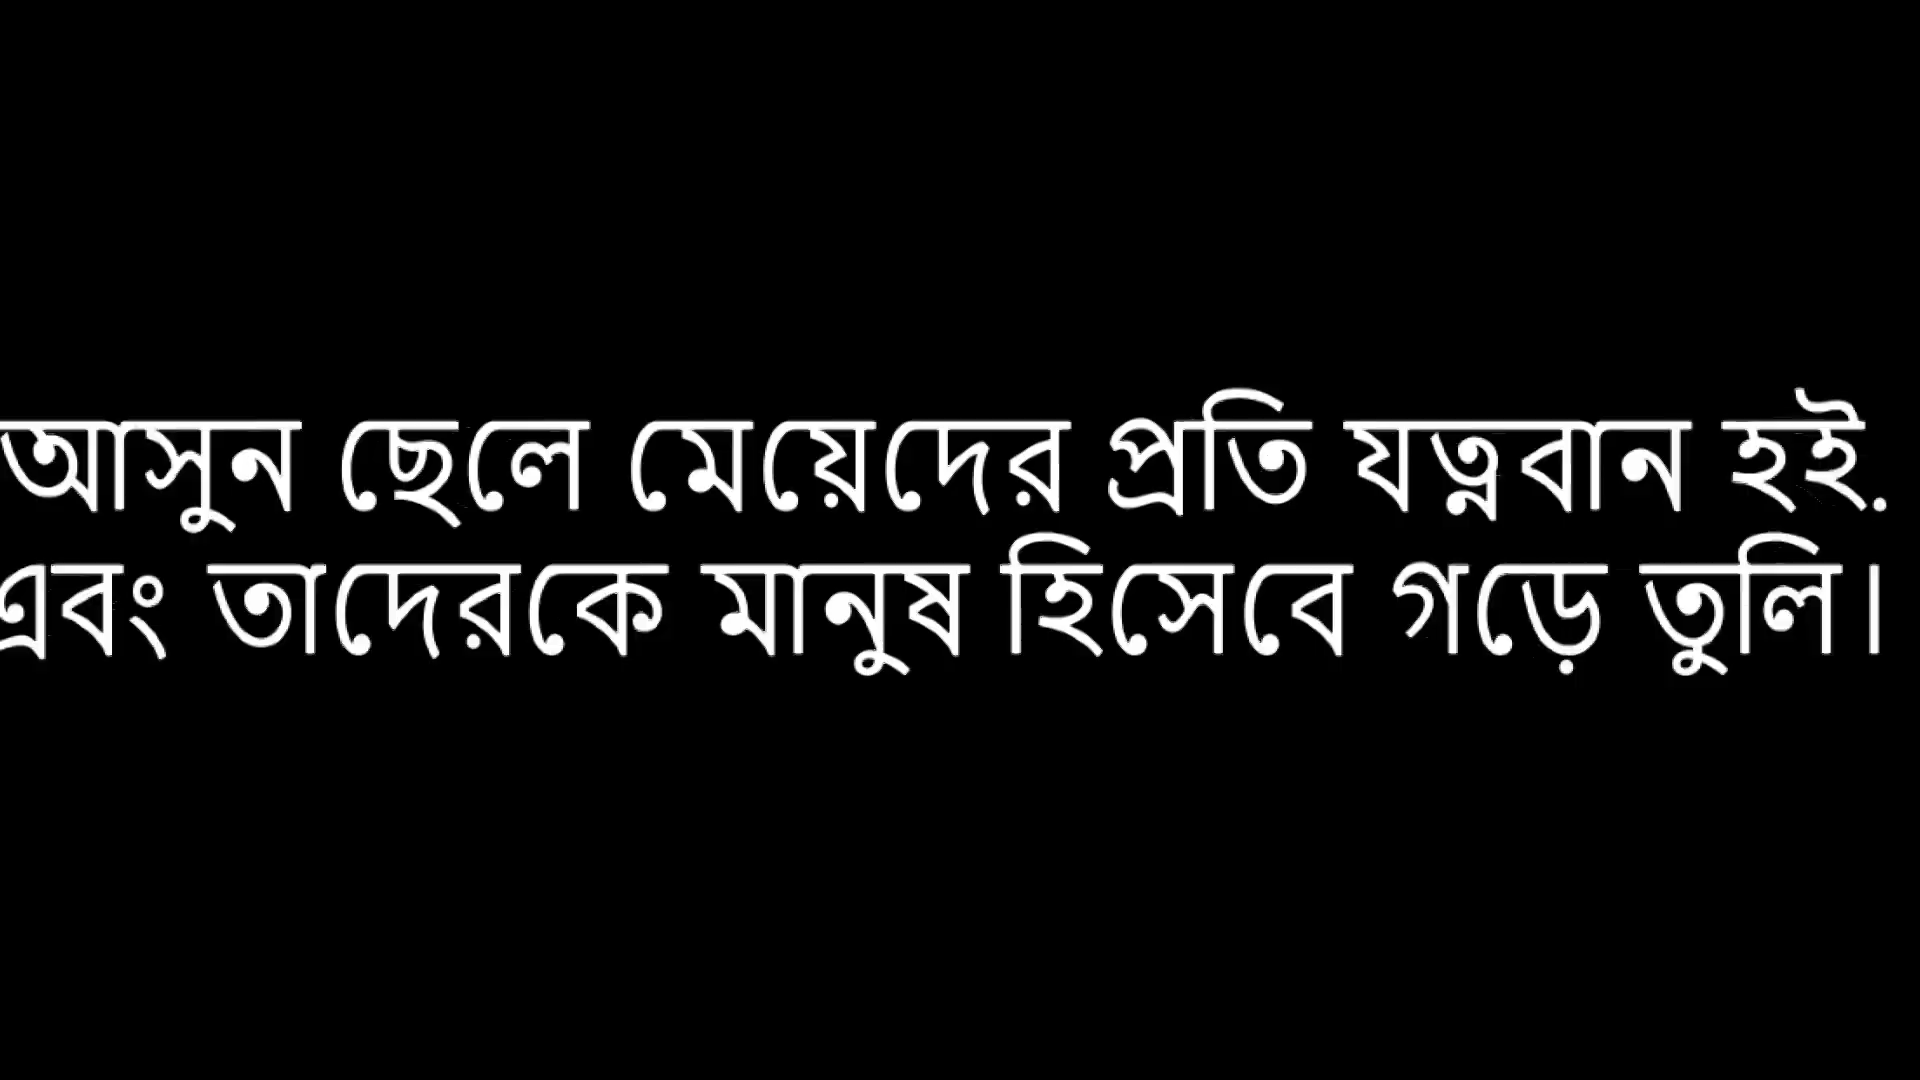 আসুন ছেলে মেয়েদের প্রতি যত্নবান হই.
এবং তাদেরকে মানুষ হিসেবে গড়ে তুলি।